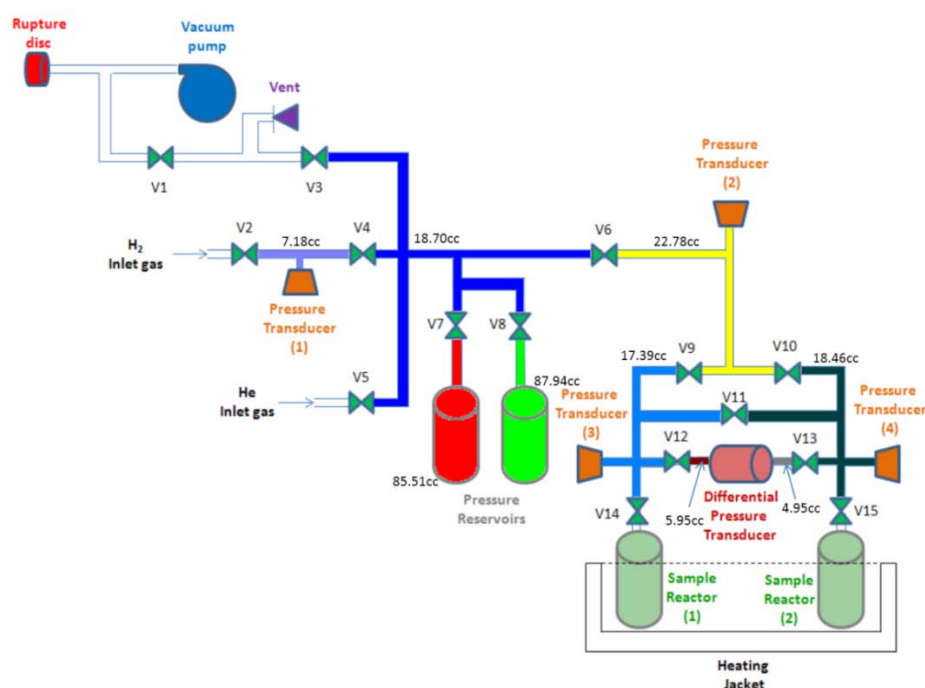 Rupture
disc
Vacuum
pump
Vent
V1
V3
Pressure
Transducer
(2)
H₂
Inlet gas
V2
7.18cc
V4
18.70cc
V6
22.78cc
Pressure
Transducer
(1)
V7
V8
He
Inlet gas
V5
85.51cc
87.94cc
Pressure
Reservoirs
17.39cc
V9
V10
18.46cc
Pressure
Transducer
(3)
V11
Pressure
Transducer
(4)
V12
V13
5.95cc
4.95cc
Differential
Pressure
Transducer
V14
V15
Sample
Reactor
(1)
Sample
Reactor
(2)
Heating
Jacket